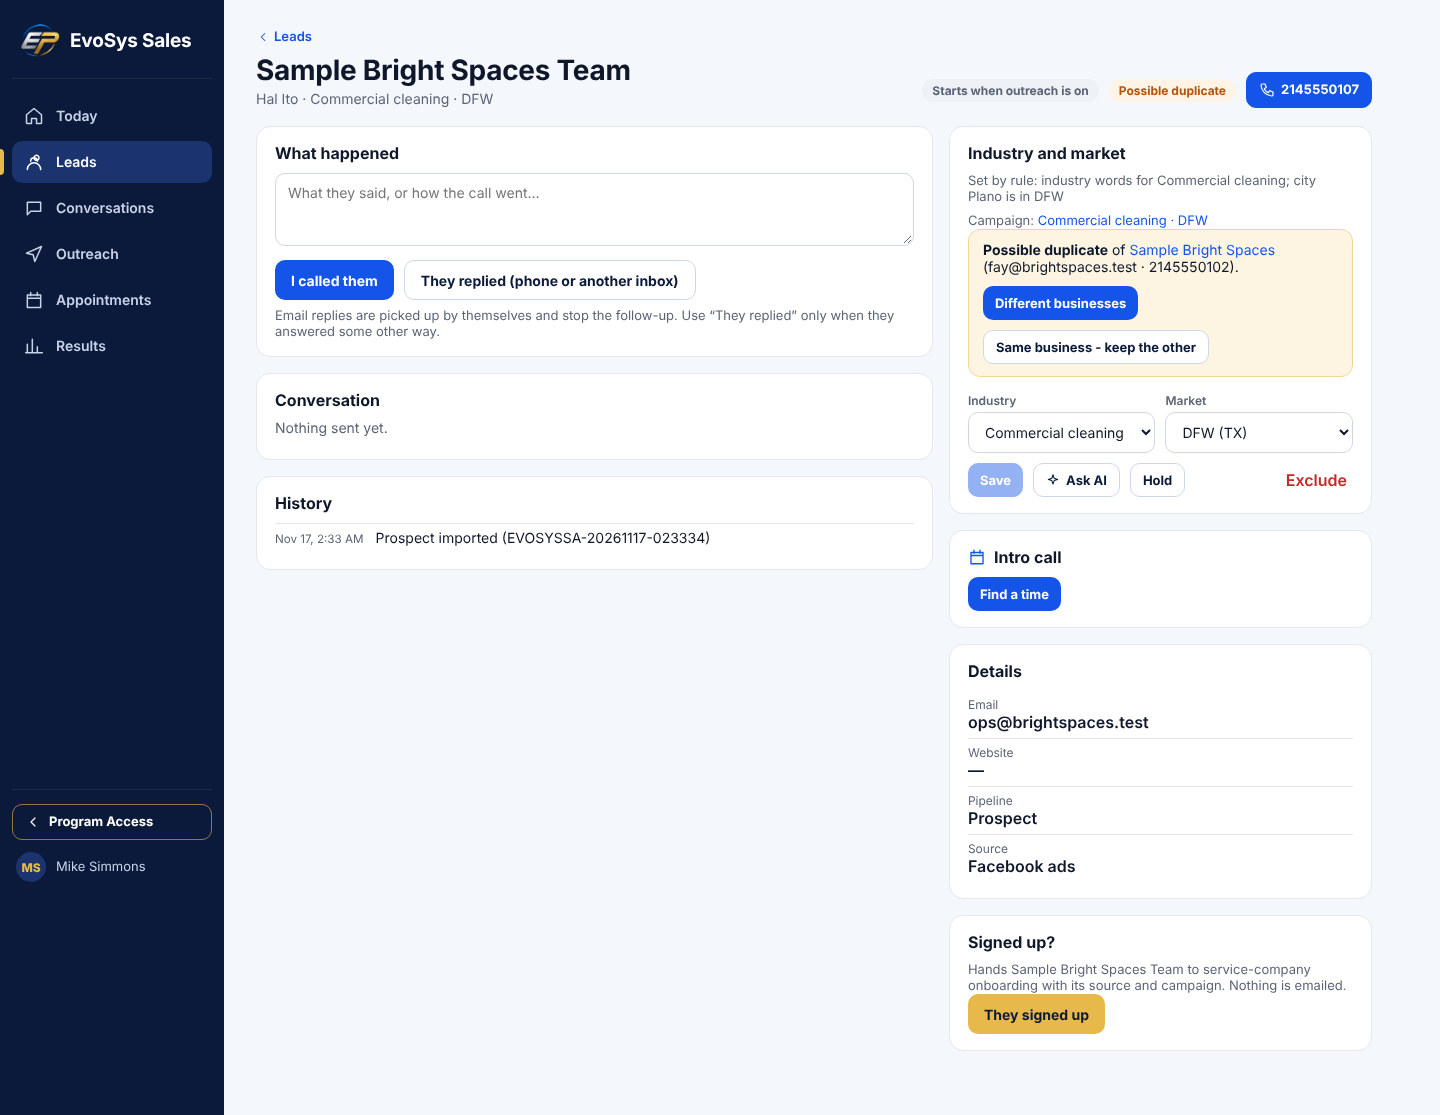 EvoSys Sales
Today
Leads
Conversations
Outreach
Appointments
Results
Program Access
MS
Mike Simmons
Leads
Sample Bright Spaces Team
Hal Ito · Commercial cleaning · DFW
Starts when outreach is on
Possible duplicate
2145550107
What happened
What they said, or how the call went...
I called them
They replied (phone or another inbox)
Email replies are picked up by themselves and stop the follow-up. Use “They replied” only when they
answered some other way.
Conversation
Nothing sent yet.
History
Nov 17, 2:33 AM Prospect imported (EVOSYSSA-20261117-023334)
Industry and market
Set by rule: industry words for Commercial cleaning; city
Plano is in DFW
Campaign: Commercial cleaning · DFW
Possible duplicate of Sample Bright Spaces
(fay@brightspaces.test · 2145550102).
Different businesses
Same business - keep the other
Industry
Market
Commercial cleaning
DFW (TX)
Save
Ask AI
Hold
Exclude
Intro call
Find a time
Details
Email
ops@brightspaces.test
Website
—
Pipeline
Prospect
Source
Facebook ads
Signed up?
Hands Sample Bright Spaces Team to service-company
onboarding with its source and campaign. Nothing is emailed.
They signed up